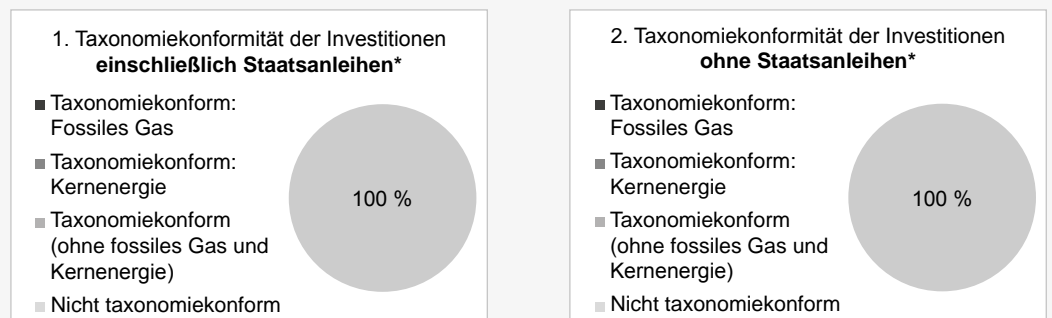 1. Taxonomiekonformität der Investitionen
einschließlich Staatsanleihen*
Taxonomiekonform:
Fossiles Gas
Taxonomiekonform:
Kernenergie
Taxonomiekonform
(ohne fossiles Gas und
Kernenergie)
Nicht taxonomiekonform
100 %
2. Taxonomiekonformität der Investitionen
ohne Staatsanleihen*
Taxonomiekonform:
Fossiles Gas
Taxonomiekonform:
Kernenergie
Taxonomiekonform
(ohne fossiles Gas und
Kernenergie)
Nicht taxonomiekonform
100 %